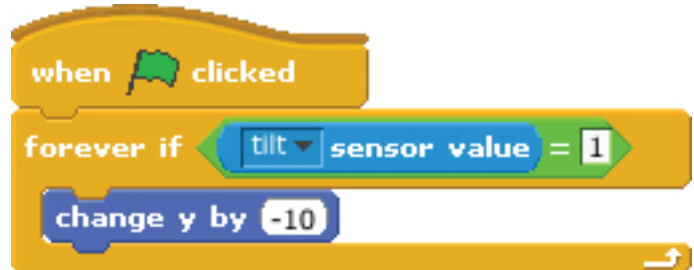 when clicked
forever if tilt sensor value = 1
change y by -10